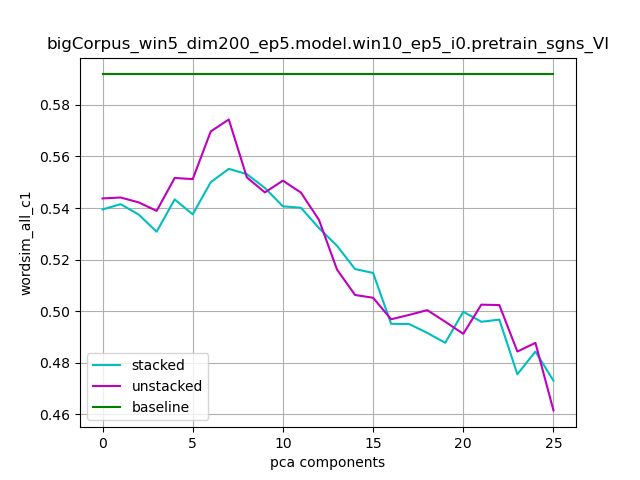 bigCorpus_win5_dim200_ep5.model.win10_ep5_i0.pretrain_sgns_VI
0.58
0.56
0.54
0.52
0.50
0.48
0.46
wordsim_all_c1
stacked
unstacked
baseline
0 5 10 15 20 25
pca components